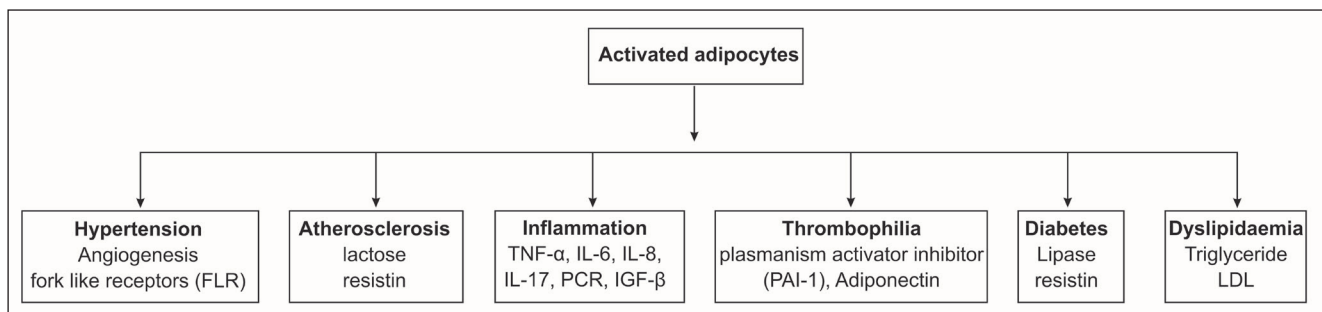 Activated adipocytes
Hypertension
Angiogenesis
fork like receptors (FLR)
Atherosclerosis
lactose
resistin
Inflammation
TNF-α, IL-6, IL-8,
IL-17, PCR, IGF-β
Thrombophilia
plasmanism activator inhibitor
(PAI-1), Adiponectin
Diabetes
Lipase
resistin
Dyslipidaemia
Triglyceride
LDL